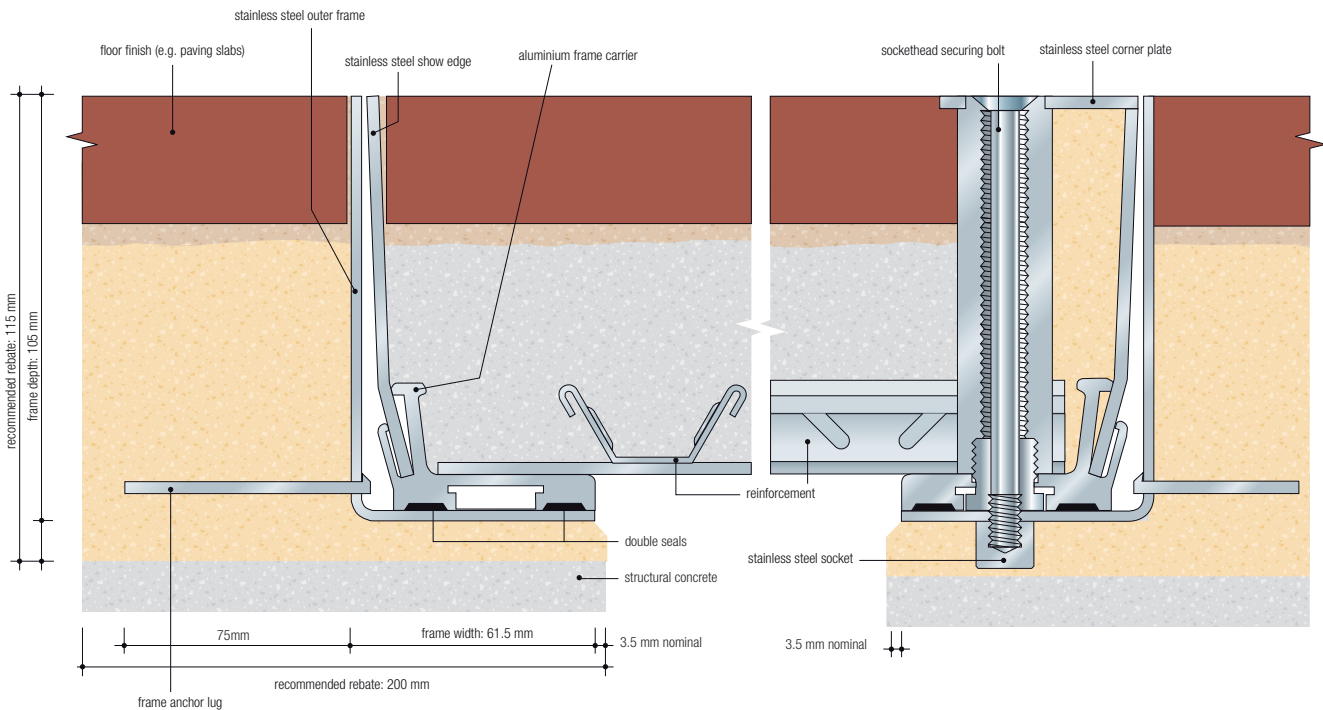 stainless steel outer frame
floor finish (e.g. paving slabs)
stainless steel show edge
aluminium frame carrier
sockethead securing bolt
stainless steel corner plate
recommended rebate: 115 mm
frame depth: 105 mm
reinforcement
double seals
stainless steel socket
structural concrete
75mm
frame width: 61.5 mm
3.5 mm nominal
3.5 mm nominal
recommended rebate: 200 mm
frame anchor lug